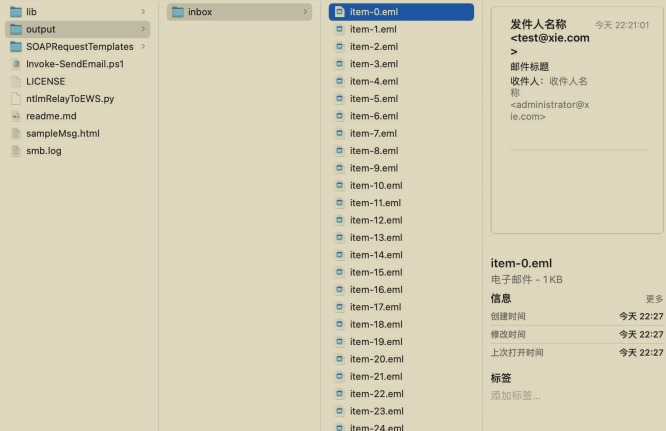 lib
output
SOAPRequestTemplates
Invoke-SendEmail.ps1
LICENSE
ntlmRelayToEWS.py
readme.md
sampleMsg.html
smb.log
inbox
item-0.eml
item-1.eml
item-2.eml
item-3.eml
item-4.eml
item-5.eml
item-6.eml
item-7.eml
item-8.eml
item-9.eml
item-10.eml
item-11.eml
item-12.eml
item-13.eml
item-14.eml
item-15.eml
item-16.eml
item-17.eml
item-18.eml
item-19.eml
item-20.eml
item-21.eml
item-22.eml
item-23.eml
item-24.eml
发件人名称 今天 22:21:01
<test@xie.com
>
邮件标题
收件人: 收件人名
称
<administrator@x
ie.com>
item-0.eml
电子邮件 - 1 KB
信息 更多
创建时间 今天 22:27
修改时间 今天 22:27
上次打开时间 今天 22:27
标签
添加标签...